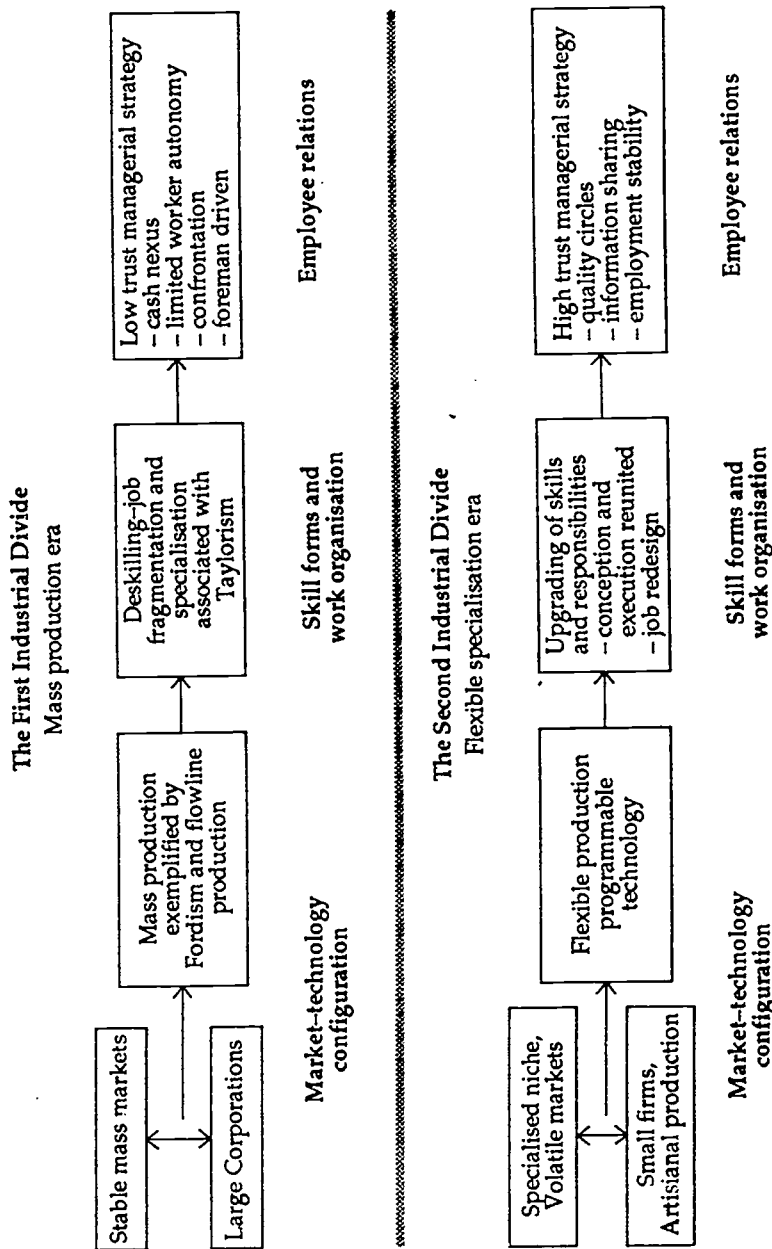 The First Industrial Divide
Mass production era
Stable mass markets
Large Corporations
Mass production
exemplified by
Fordism and flowline
production
Deskilling–job
fragmentation and
specialisation
associated with
Taylorism
Low trust managerial strategy
– cash nexus
– limited worker autonomy
– confrontation
– foreman driven
Market–technology
configuration
Skill forms and
work organisation
Employee relations
The Second Industrial Divide
Flexible specialisation era
Specialised niche,
Volatile markets
Small firms,
Artisianal production
Flexible production
programmable
technology
Upgrading of skills
and responsibilities
– conception and
execution reunited
– job redesign
High trust managerial strategy
– quality circles
– information sharing
– employment stability
Market–technology
configuration
Skill forms and
work organisation
Employee relations